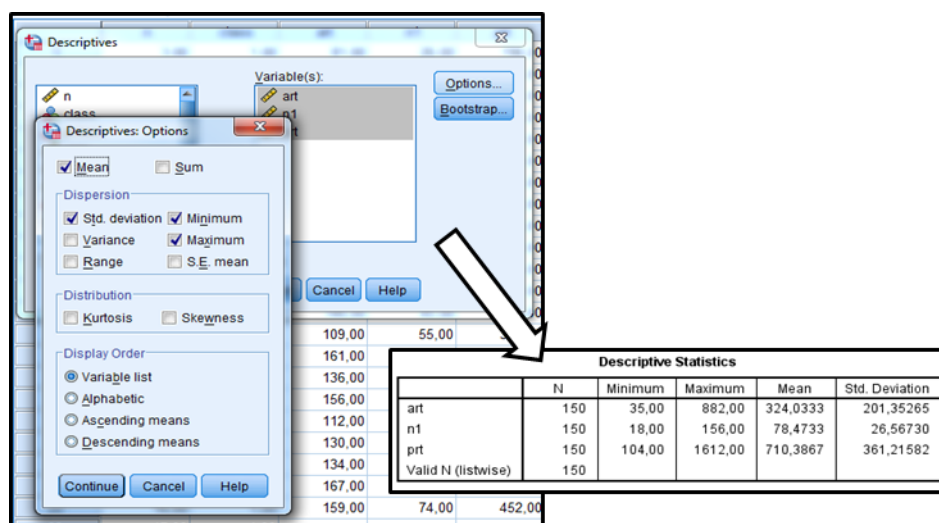 Descriptives
Variable(s):
n
class
art
n1
Options...
Bootstrap...
Cancel
Help
Descriptives: Options
Mean
Sum
Dispersion
Std. deviation
Minimum
Variance
Maximum
Range
S.E. mean
Distribution
Kurtosis
Skewness
Display Order
Variable list
Alphabetic
Ascending means
Descending means
Continue
Cancel
Help
109,00 55,00
161,00
136,00
156,00
112,00
130,00
134,00
167,00
159,00 74,00 452,00
Descriptive Statistics
N Minimum Maximum Mean Std. Deviation
art 150 35,00 882,00 324,0333 201,35265
n1 150 18,00 156,00 78,4733 26,56730
prt 150 104,00 1612,00 710,3867 361,21582
Valid N (listwise) 150